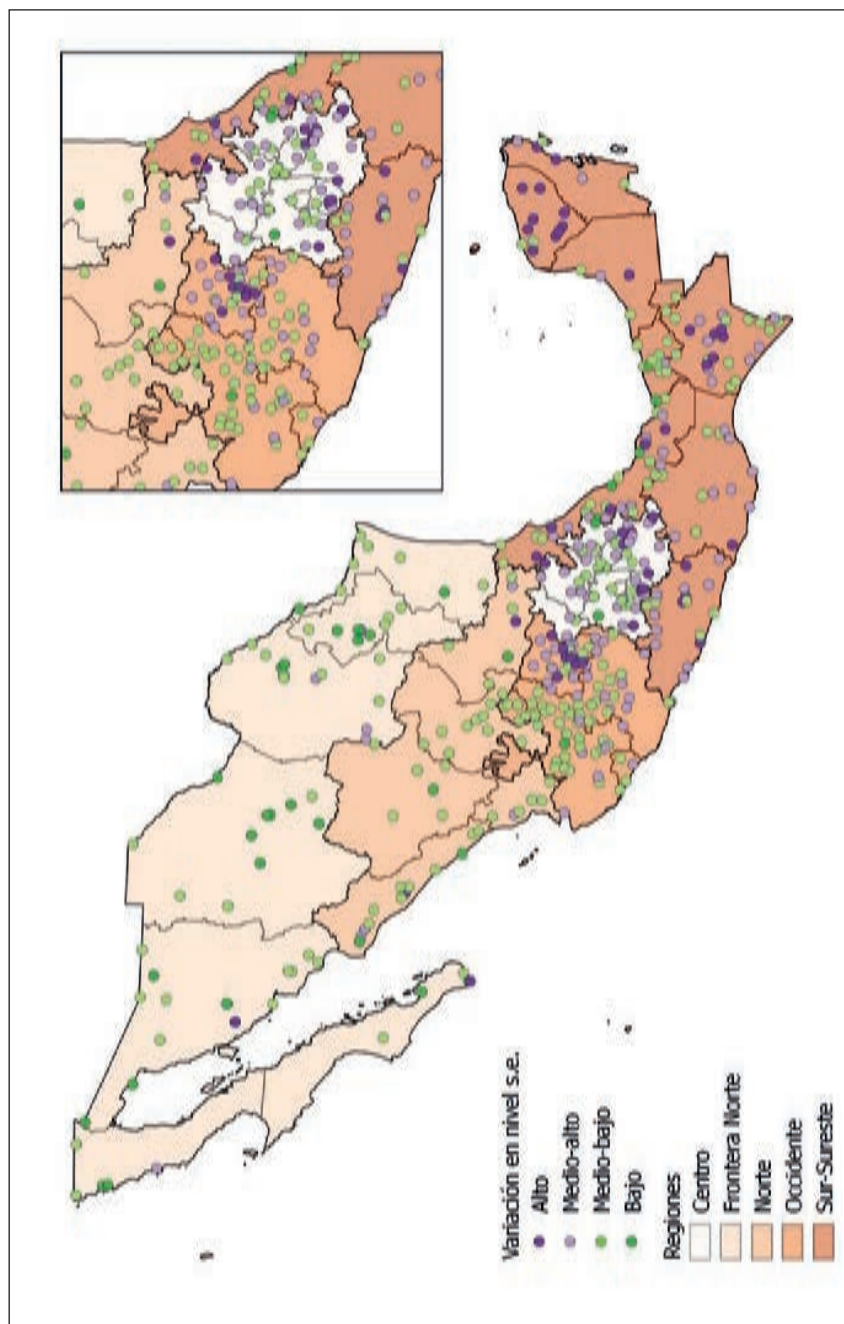 Variación en nivel s.e.
Alto
Medio-alto
Medio-bajo
Bajo
Regiones
Centro
Frontera Norte
Norte
Occidente
Sur-Sureste